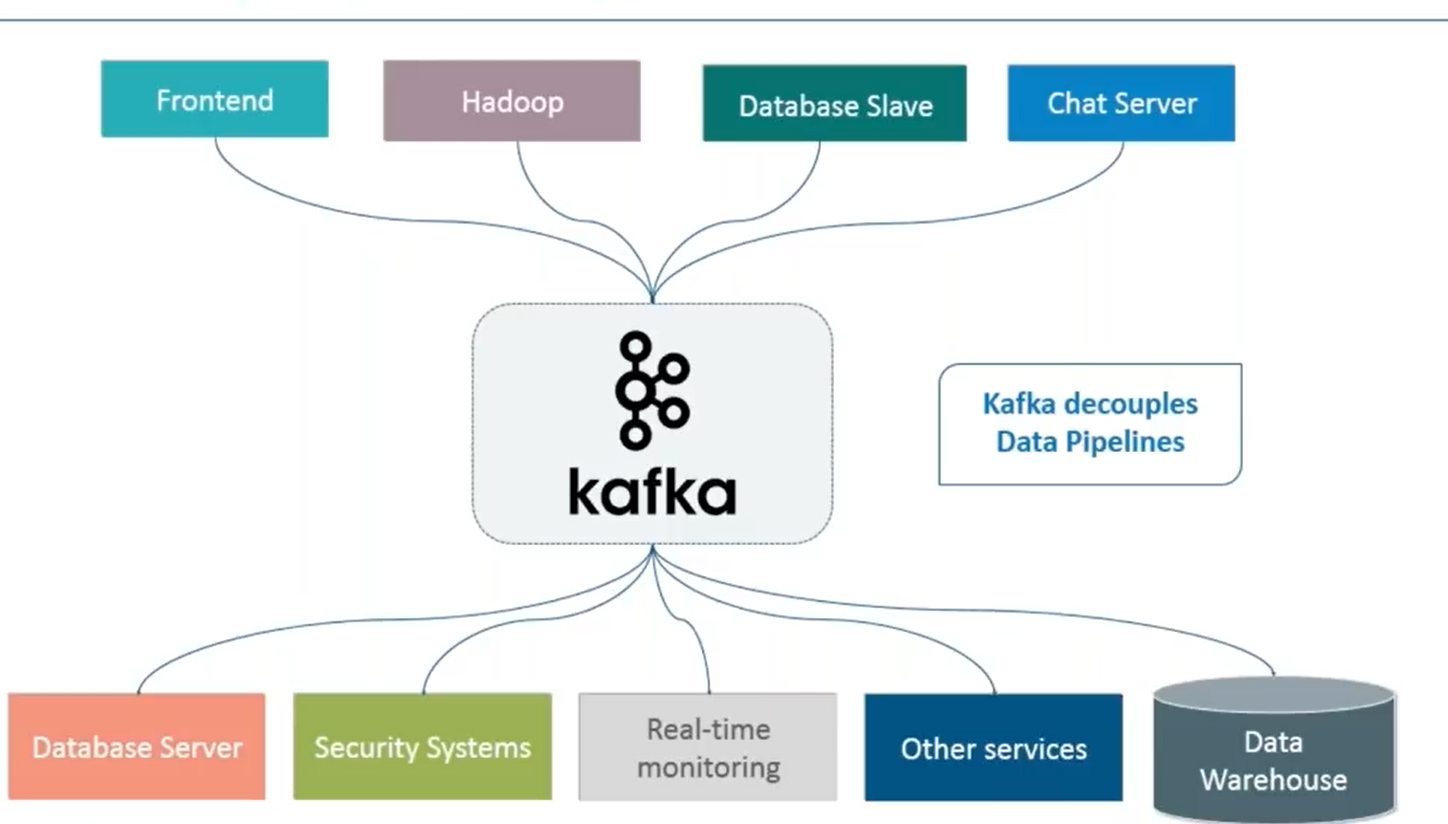 Frontend
Hadoop
Database Slave
Chat Server
kafka
Kafka decouples
Data Pipelines
Database Server
Security Systems
Real-time
monitoring
Other services
Data
Warehouse